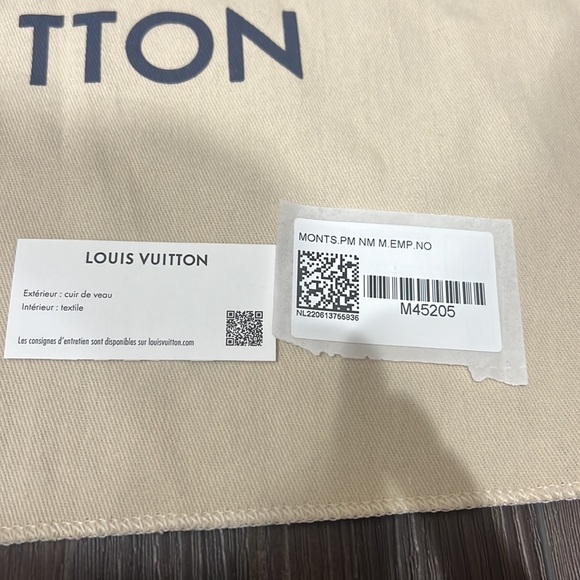 TTON
LOUIS VUITTON
Extérieur : cuir de veau
Intérieur : textile
Les consignes d'entretien sont disponibles sur louisvuitton.com
MONTS.PM NM M.EMP.NO
NL220613755836
M45205